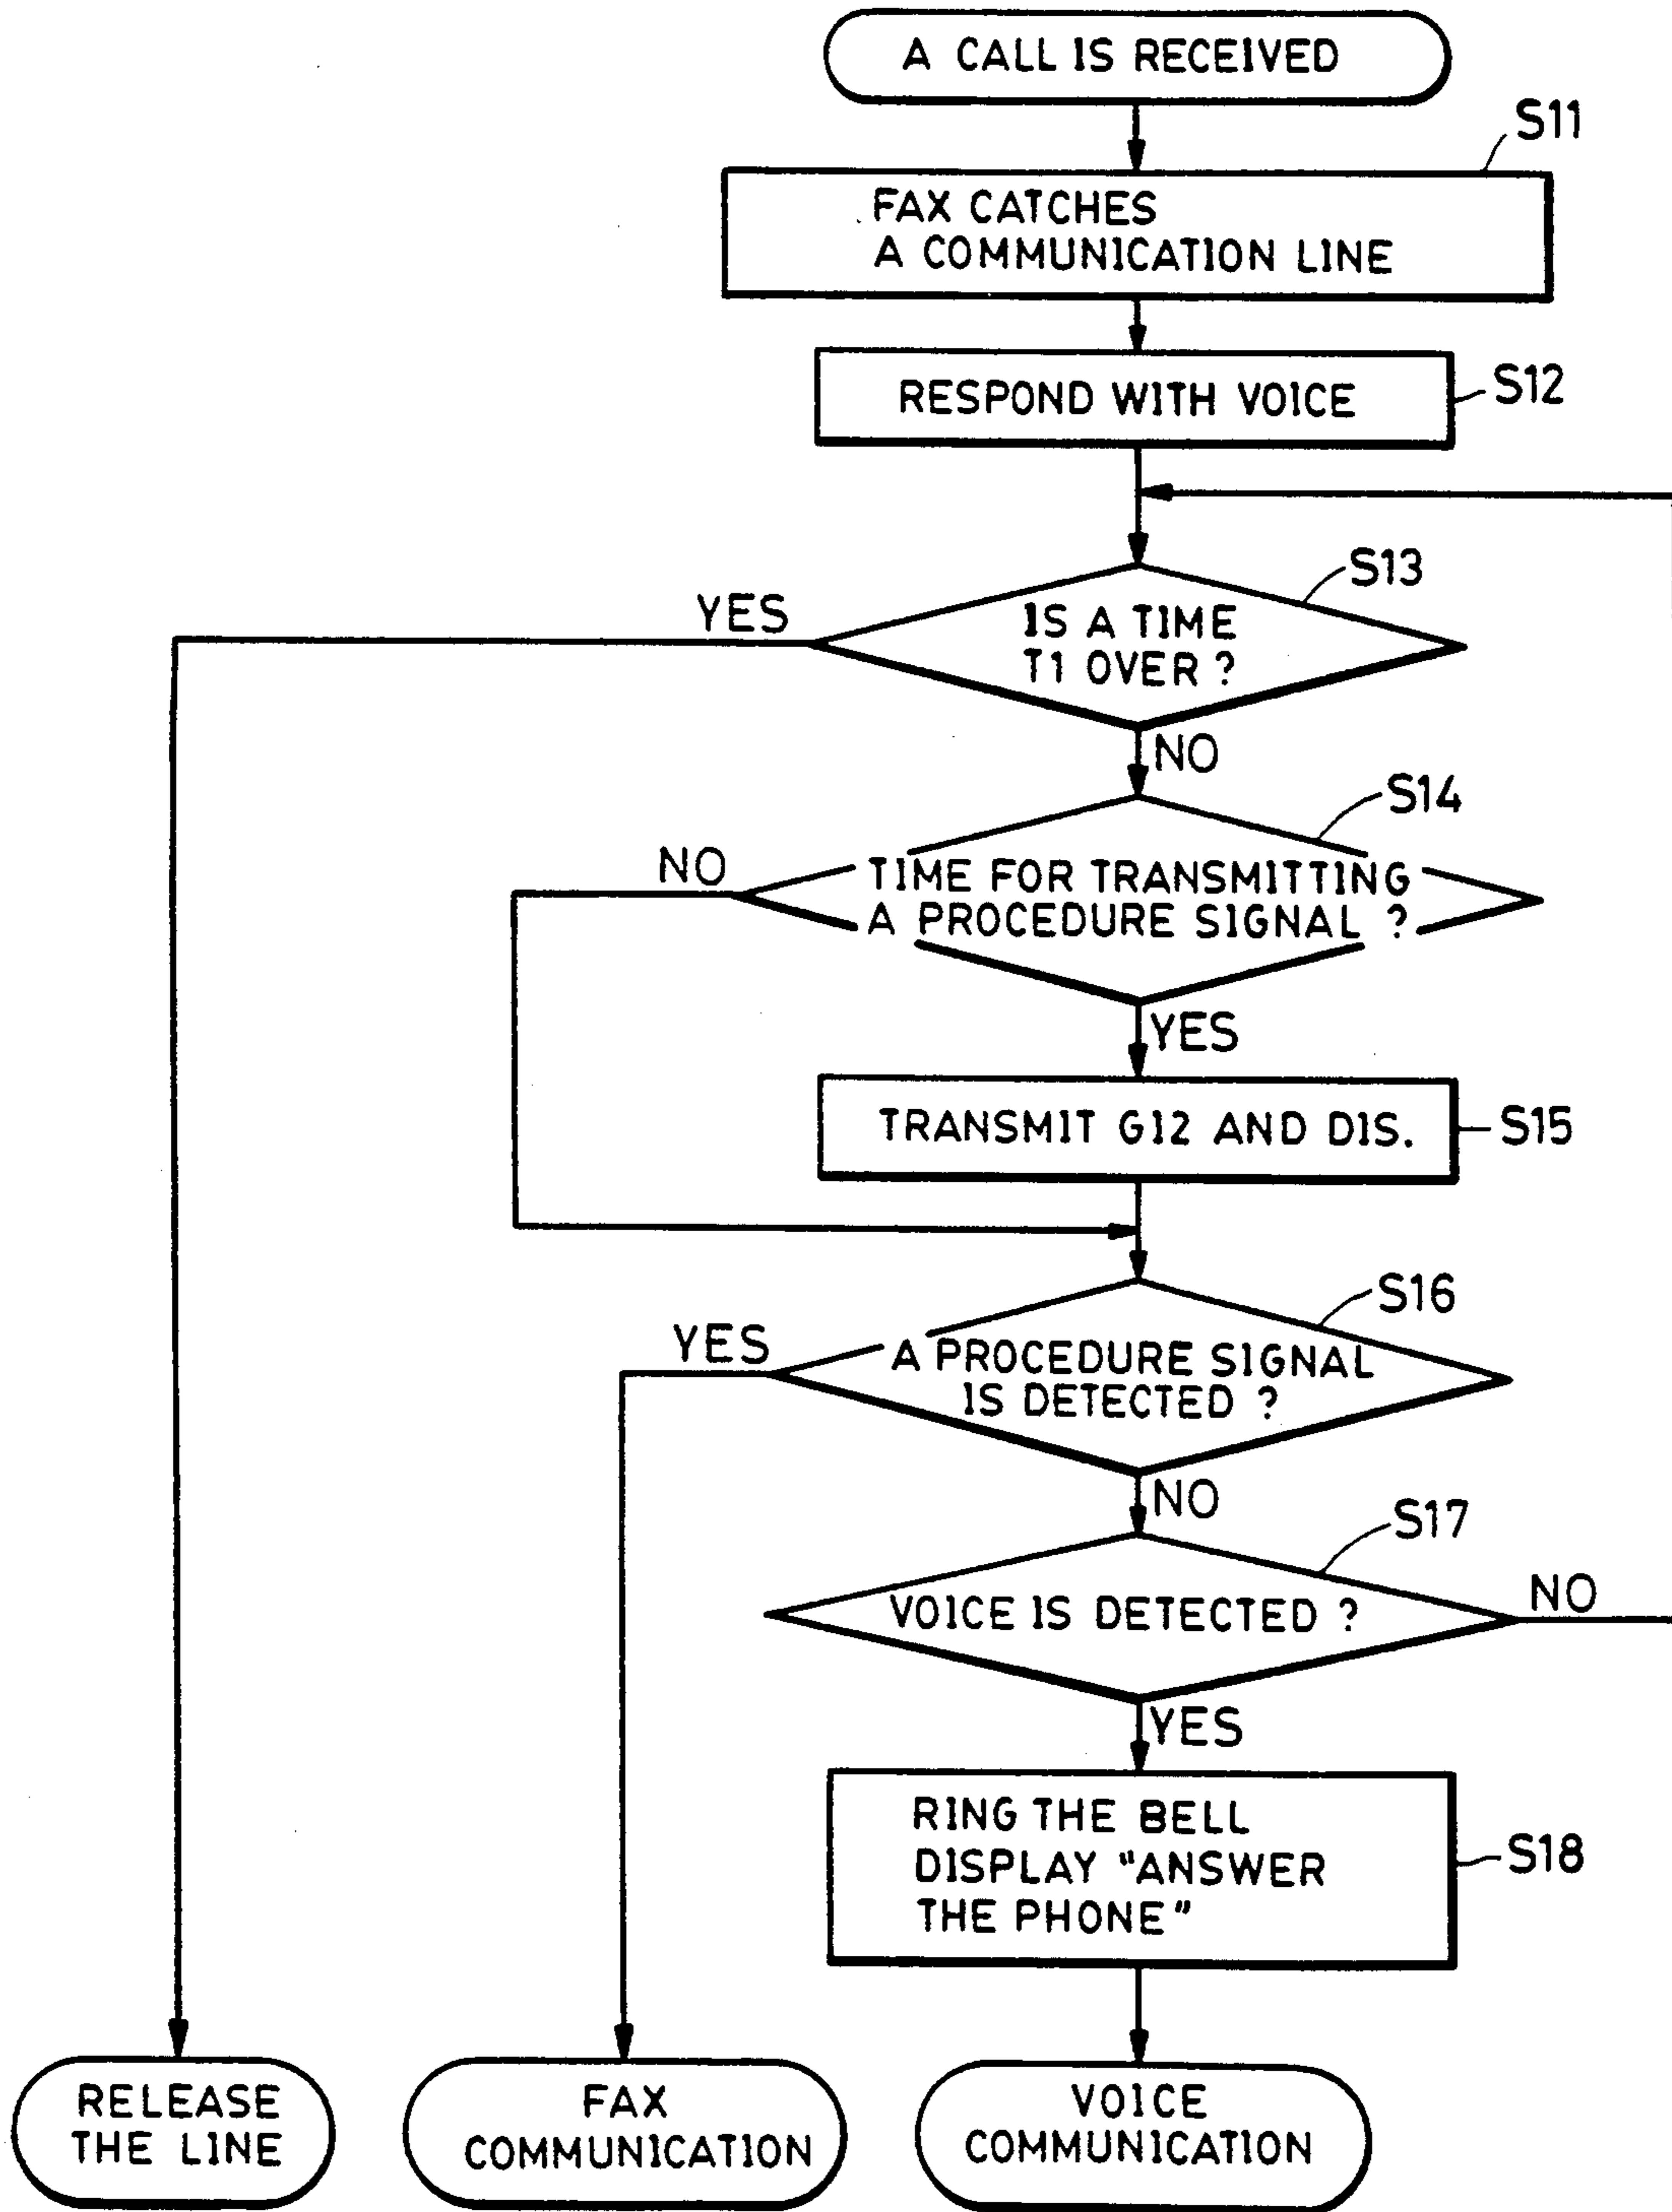 A CALL IS RECEIVED
S11
FAX CATCHES
A COMMUNICATION LINE
RESPOND WITH VOICE
S12
S13
YES
IS A TIME
T1 OVER ?
NO
S14
NO
TIME FOR TRANSMITTING
A PROCEDURE SIGNAL ?
YES
TRANSMIT G12 AND DIS.
S15
S16
YES
A PROCEDURE SIGNAL
IS DETECTED ?
NO
S17
VOICE IS DETECTED ?
NO
YES
RING THE BELL
DISPLAY "ANSWER
THE PHONE"
S18
RELEASE
THE LINE
FAX
COMMUNICATION
VOICE
COMMUNICATION